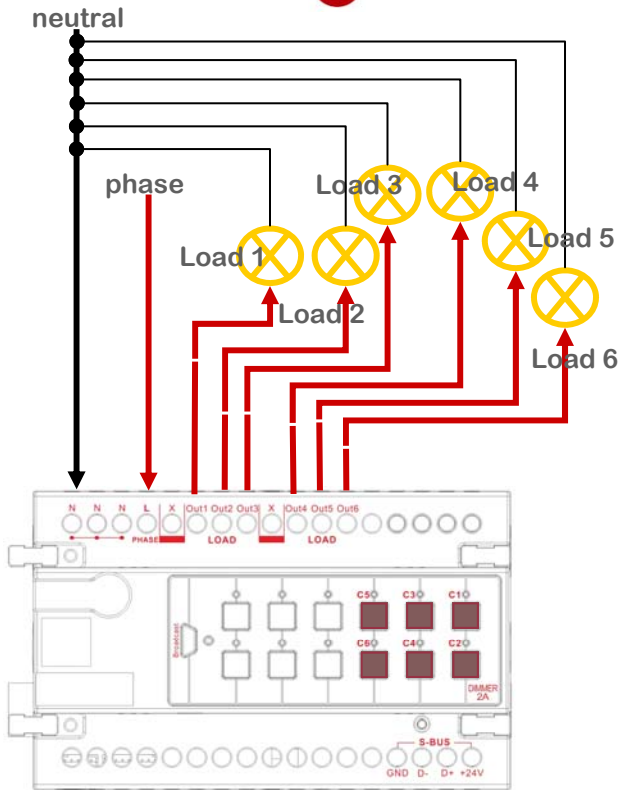 neutral
phase
Load 3
Load 4
Load 1
Load 5
Load 2
Load 6
N N N L X Out1 Out2 Out3 X Out4 Out5 Out6
PHASE LOAD LOAD
C5 C3 C1
Broadcast
C6 C4 C2
DIMMER
2A
S-BUS
GND D- D+ +24V